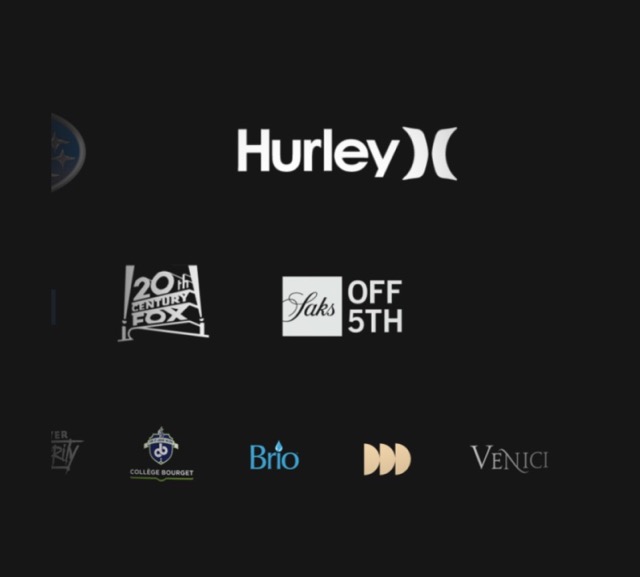 Hurley
20th
CENTURY
FOX
Saks
OFF
5TH
COLLÈGE BOURGET
Brio
VENICI